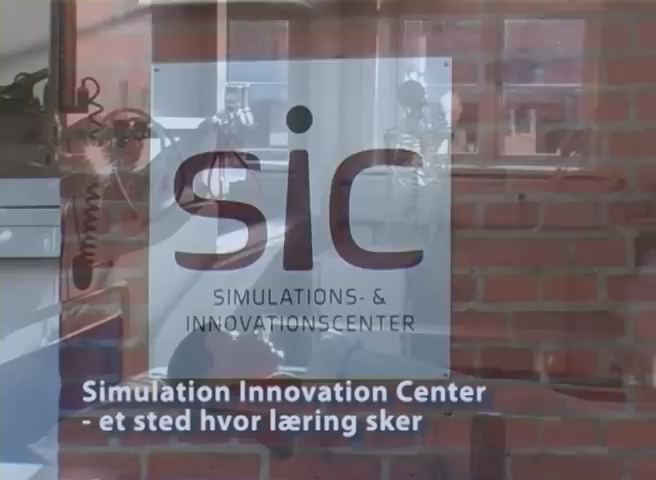 sic
SIMULATIONS- &
INNOVATIONSCENTER
Simulation Innovation Center
- et sted hvor læring sker